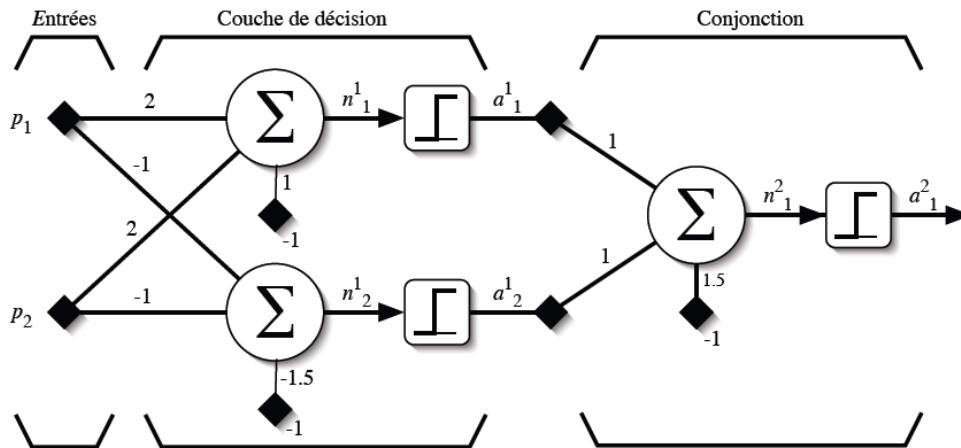 Entrées
Couche de décision
Conjonction
p₁
2
n¹₁
a¹₁
-1
1
-1
1
n²₁
a²₁
2
1
1.5
-1
p₂
-1
n¹₂
a¹₂
-1.5
-1